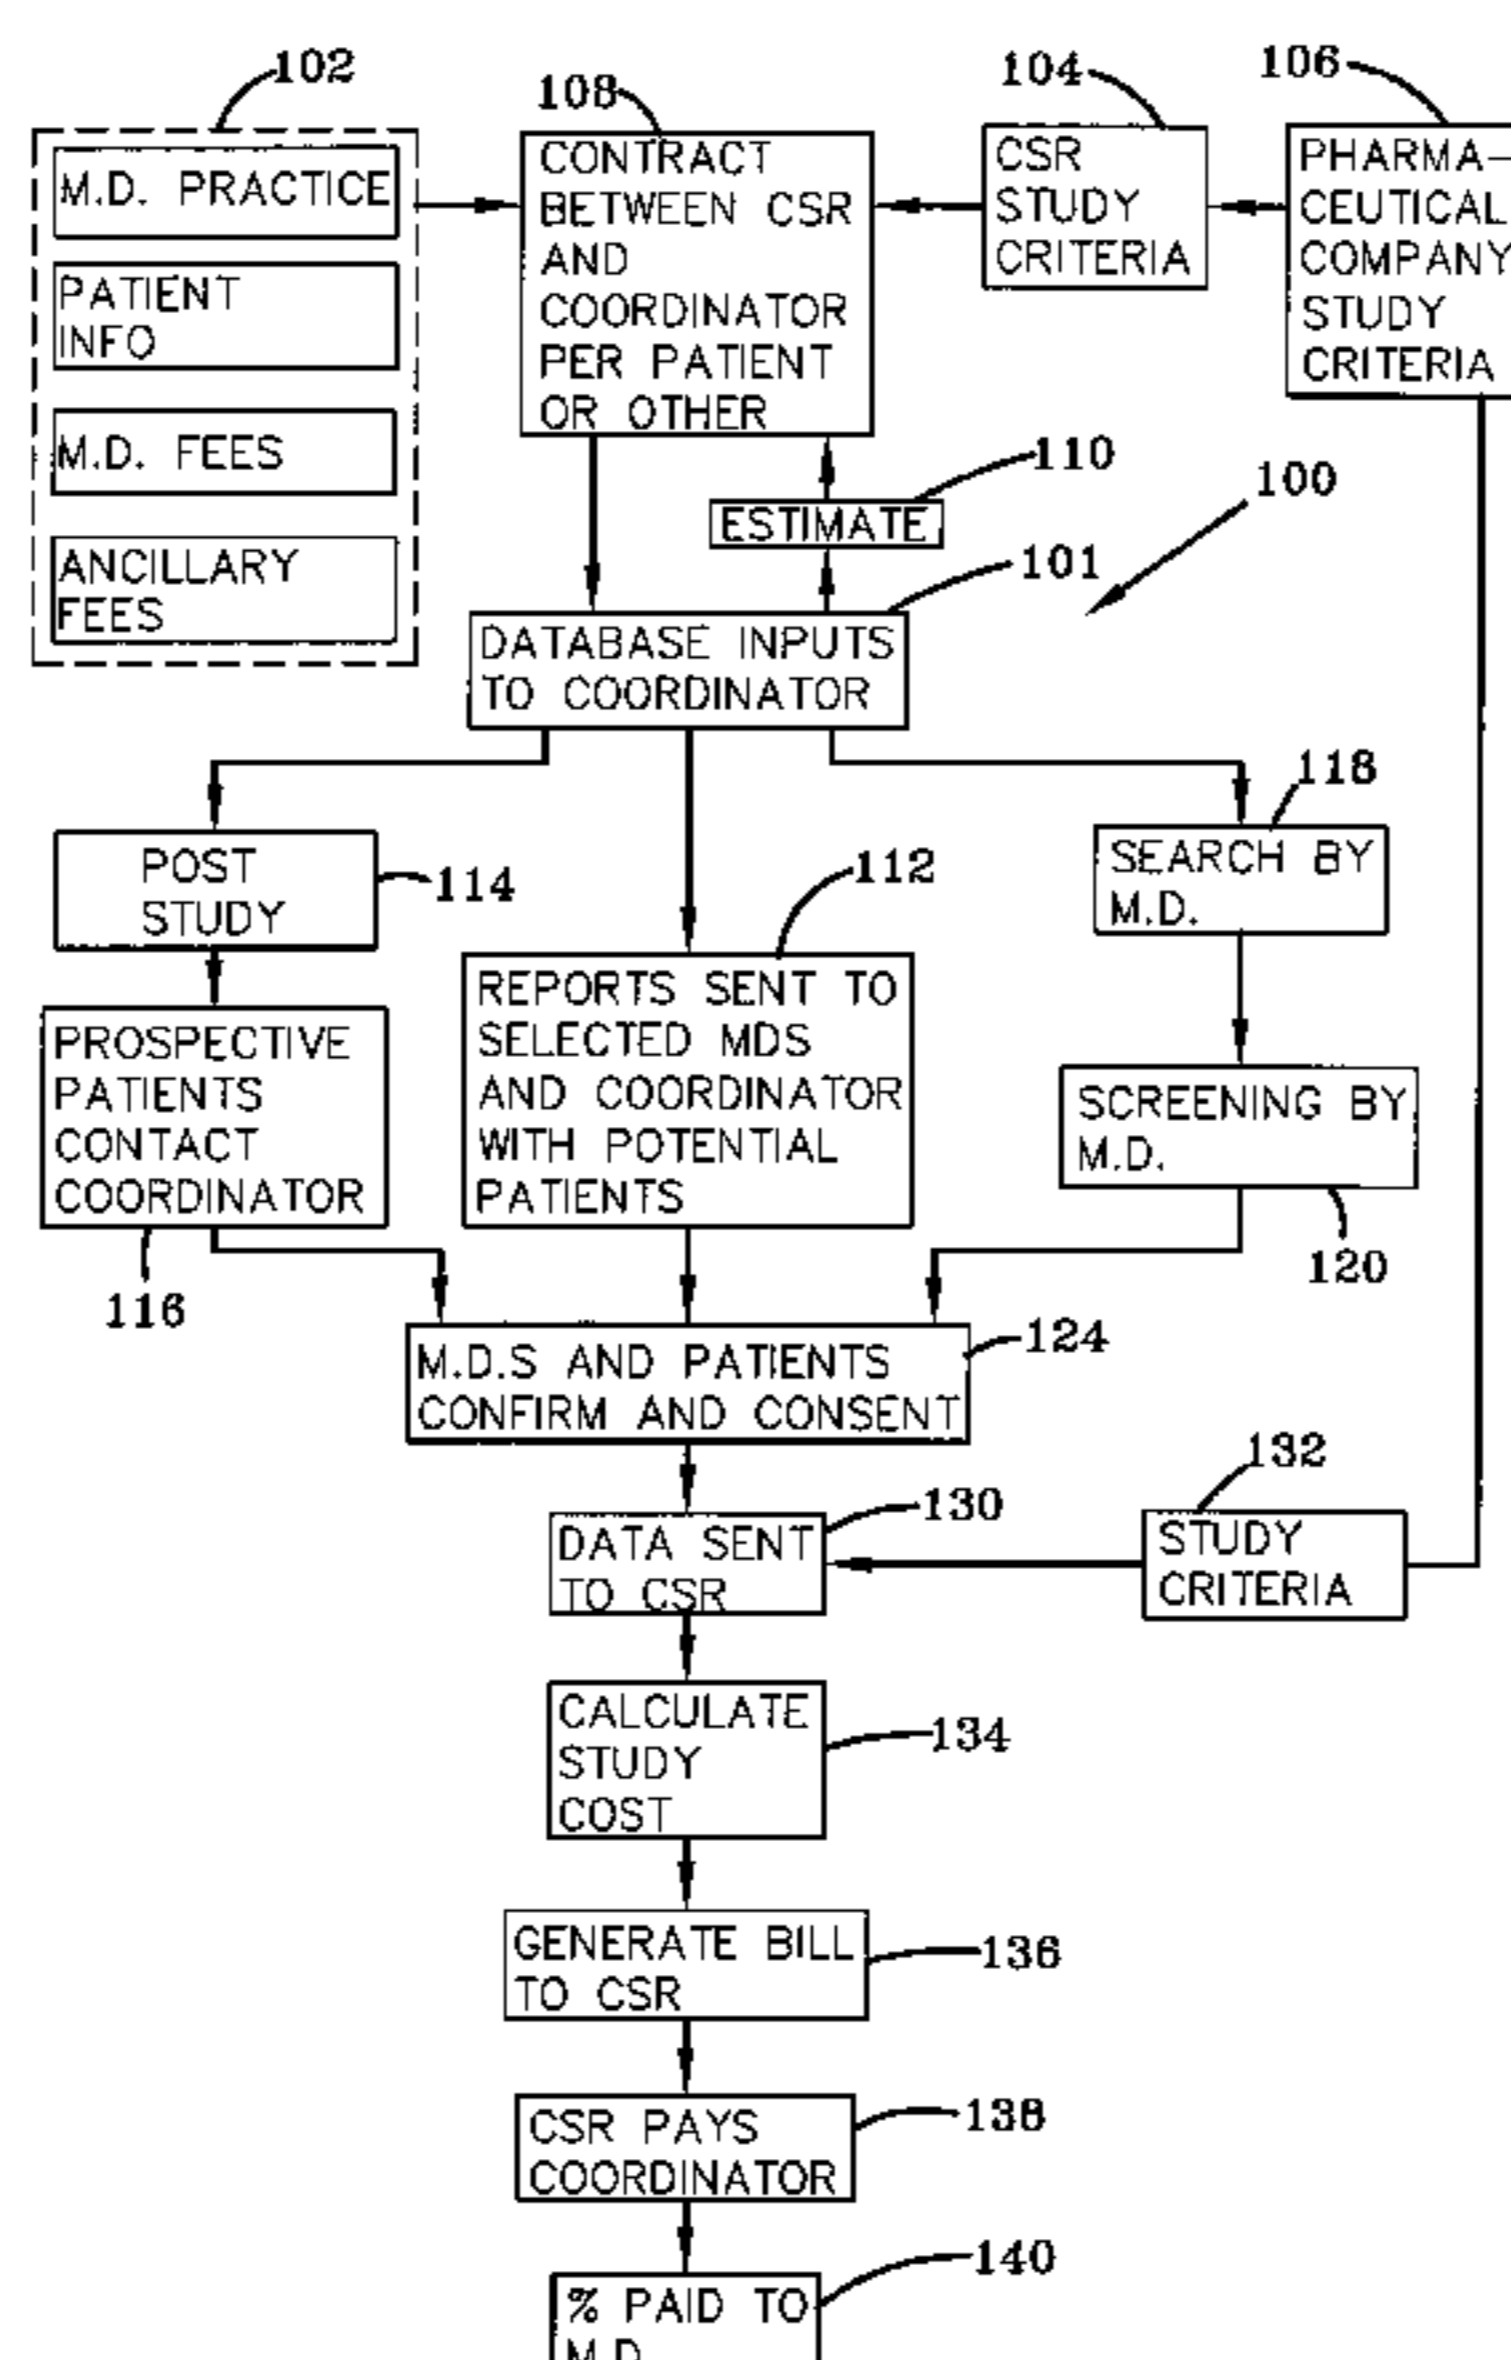 102
M.D. PRACTICE
PATIENT
INFO
M.D. FEES
ANCILLARY
FEES
108
CONTRACT
BETWEEN CSR
AND
COORDINATOR
PER PATIENT
OR OTHER
104
CSR
STUDY
CRITERIA
106
PHARMA-
CEUTICAL
COMPANY
STUDY
CRITERIA
110
ESTIMATE
100
101
DATABASE INPUTS
TO COORDINATOR
POST
STUDY
114
112
118
SEARCH BY
M.D.
PROSPECTIVE
PATIENTS
CONTACT
COORDINATOR
116
REPORTS SENT TO
SELECTED MDS
AND COORDINATOR
WITH POTENTIAL
PATIENTS
SCREENING BY
M.D.
120
M.D.S AND PATIENTS
CONFIRM AND CONSENT
124
DATA SENT
TO CSR
130
132
STUDY
CRITERIA
CALCULATE
STUDY
COST
134
GENERATE BILL
TO CSR
136
CSR PAYS
COORDINATOR
138
% PAID TO
M.D.
140